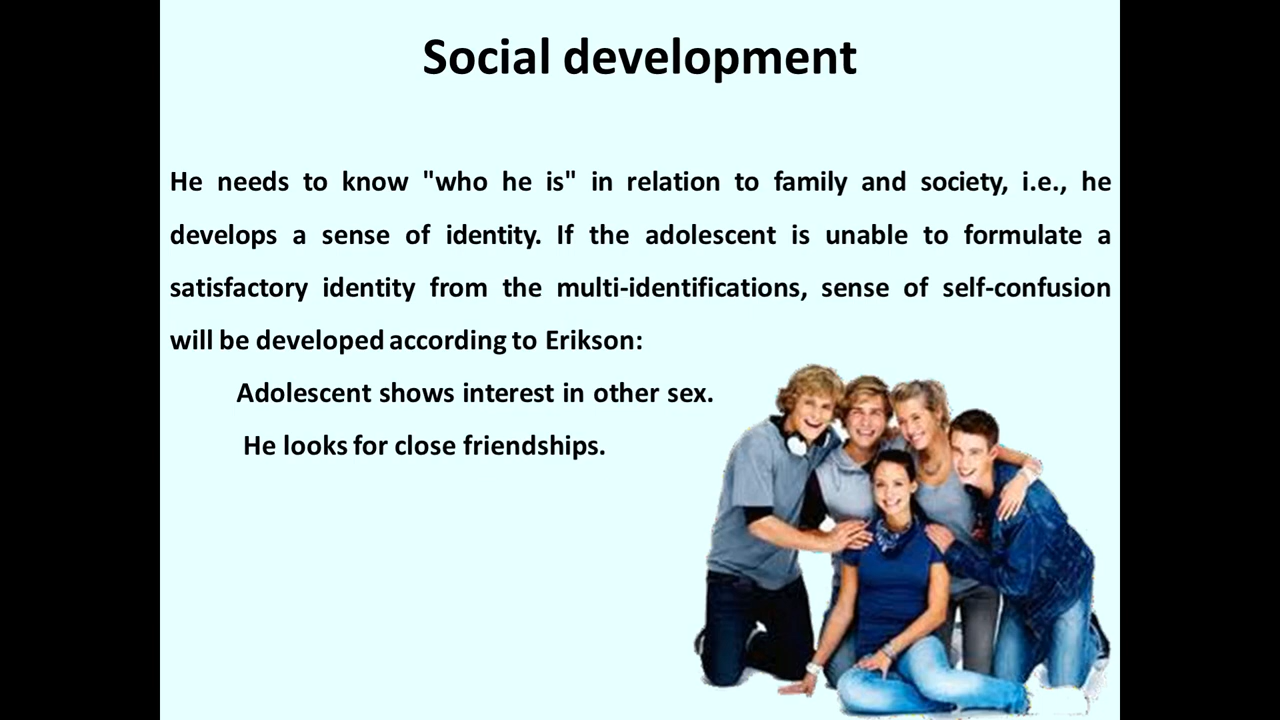 Social development
He needs to know "who he is" in relation to family and society, i.e., he
develops a sense of identity. If the adolescent is unable to formulate a
satisfactory identity from the multi-identifications, sense of self-confusion
will be developed according to Erikson:
Adolescent shows interest in other sex.
He looks for close friendships.